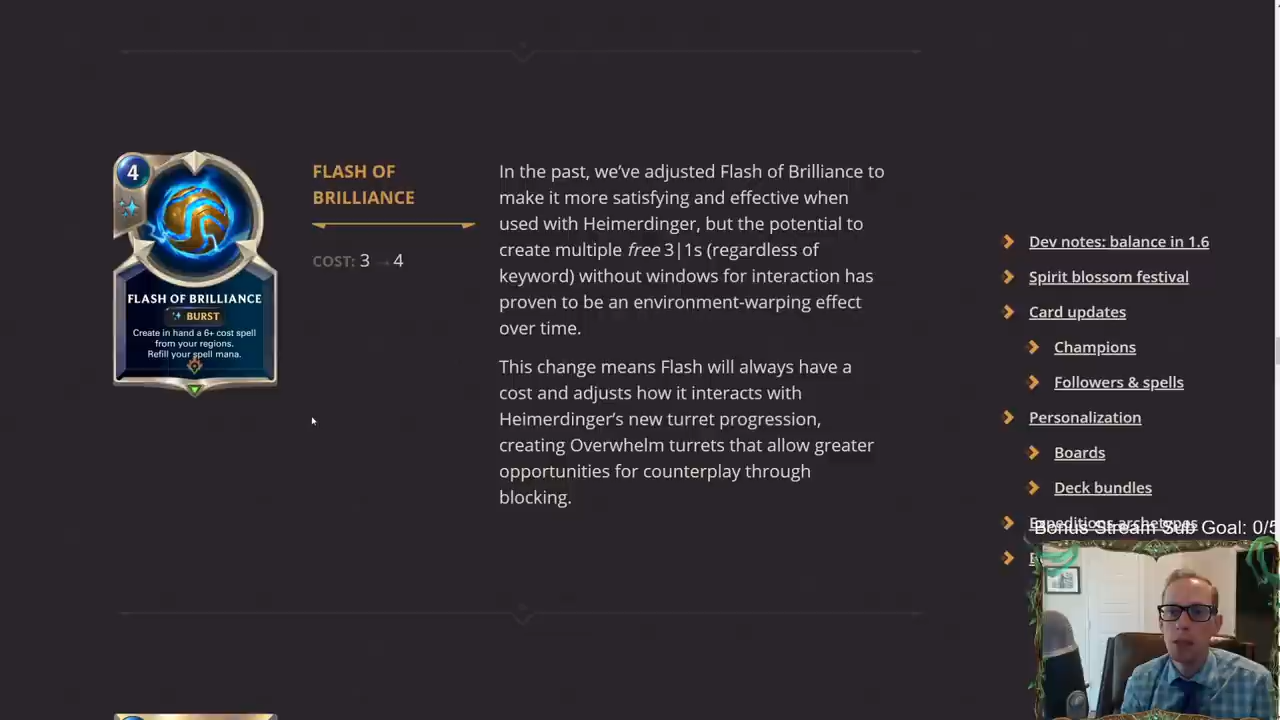 4
FLASH OF BRILLIANCE
BURST
Create in hand a 6+ cost spell
from your regions.
Refill your spell mana.
FLASH OF
BRILLIANCE
COST: 3 → 4
In the past, we’ve adjusted Flash of Brilliance to
make it more satisfying and effective when
used with Heimerdinger, but the potential to
create multiple free 3|1s (regardless of
keyword) without windows for interaction has
proven to be an environment-warping effect
over time.
This change means Flash will always have a
cost and adjusts how it interacts with
Heimerdinger’s new turret progression,
creating Overwhelm turrets that allow greater
opportunities for counterplay through
blocking.
Dev notes: balance in 1.6
Spirit blossom festival
Card updates
Champions
Followers & spells
Personalization
Boards
Deck bundles
Expeditions archetypes
Bonus Stream Sub Goal: 0/5